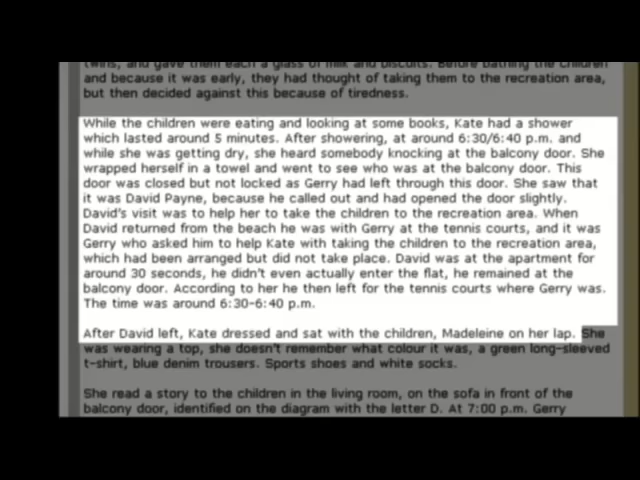 twins, and gave them each a glass of milk and biscuits. Before bathing the children
and because it was early, they had thought of taking them to the recreation area,
but then decided against this because of tiredness.
While the children were eating and looking at some books, Kate had a shower
which lasted around 5 minutes. After showering, at around 6:30/6:40 p.m. and
while she was getting dry, she heard somebody knocking at the balcony door. She
wrapped herself in a towel and went to see who was at the balcony door. This
door was closed but not locked as Gerry had left through this door. She saw that
it was David Payne, because he called out and had opened the door slightly.
David's visit was to help her to take the children to the recreation area. When
David returned from the beach he was with Gerry at the tennis courts, and it was
Gerry who asked him to help Kate with taking the children to the recreation area,
which had been arranged but did not take place. David was at the apartment for
around 30 seconds, he didn't even actually enter the flat, he remained at the
balcony door. According to her he then left for the tennis courts where Gerry was.
The time was around 6:30-6:40 p.m.
After David left, Kate dressed and sat with the children, Madeleine on her lap. She
was wearing a top, she doesn't remember what colour it was, a green long-sleeved
t-shirt, blue denim trousers. Sports shoes and white socks.
She read a story to the children in the living room, on the sofa in front of the
balcony door, identified on the diagram with the letter D. At 7:00 p.m. Gerry